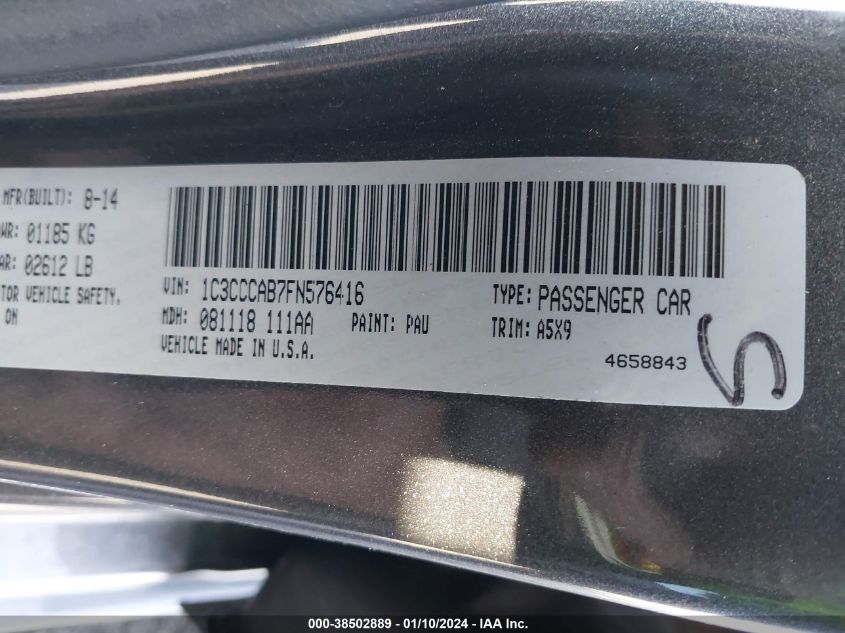 MFR(BUILT): 8-14
WR: 01185 KG
AR: 02612 LB
TOR VEHICLE SAFETY,
ON
VIN: 1C3CCCAB7FN576416
TYPE: PASSENGER CAR
MDH: 081118 111AA PAINT: PAU TRIM: A5X9
VEHICLE MADE IN U.S.A.
4658843
000-38502889 - 01/10/2024 - IAA Inc.